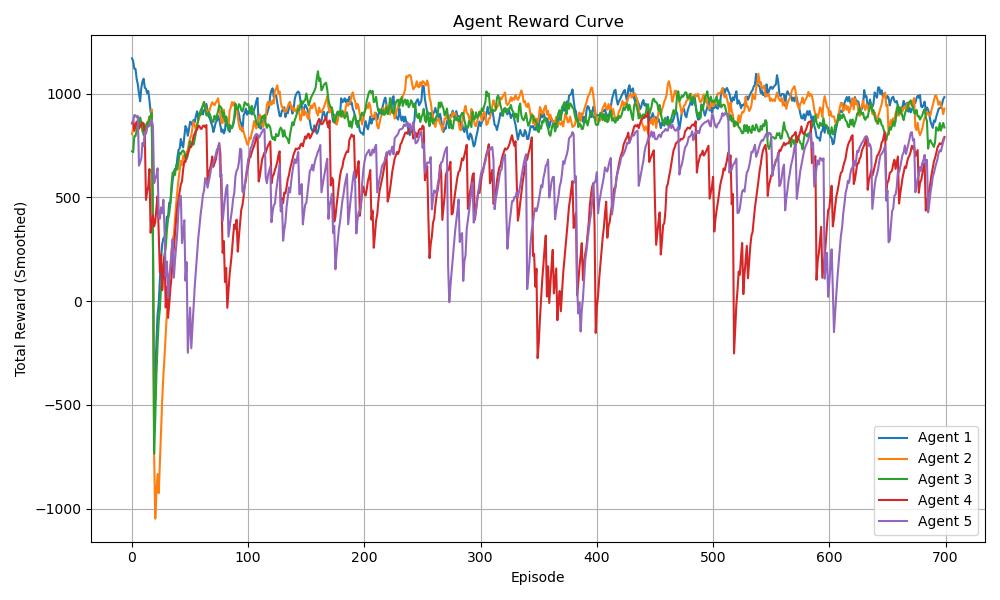 Agent Reward Curve
Total Reward (Smoothed)
1000
500
0
−500
−1000
0 100 200 300 400 500 600 700
Episode
Agent 1
Agent 2
Agent 3
Agent 4
Agent 5